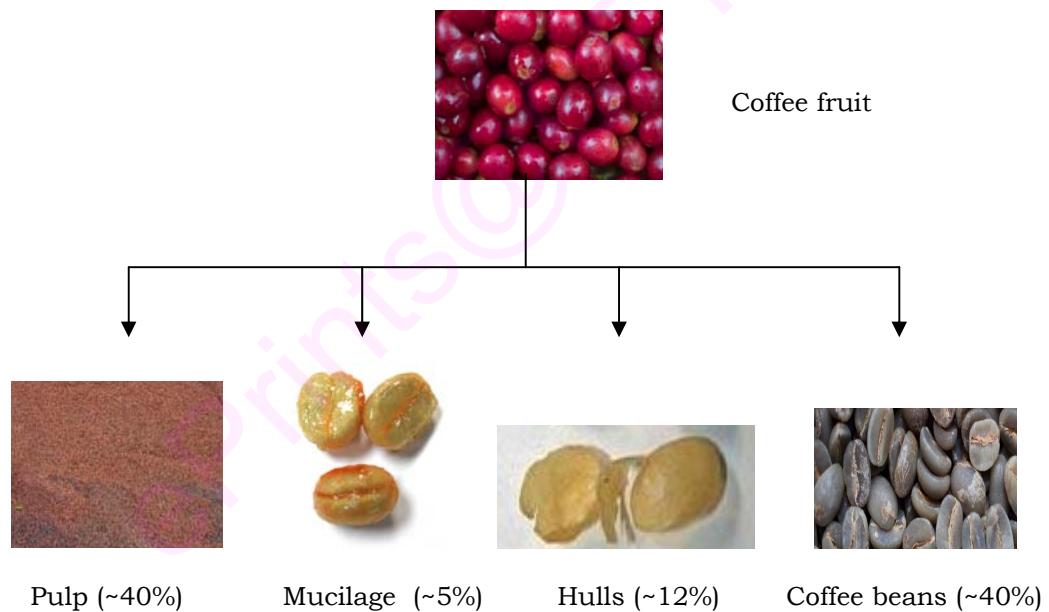 Coffee fruit
Pulp (~40%)
Mucilage (~5%)
Hulls (~12%)
Coffee beans (~40%)